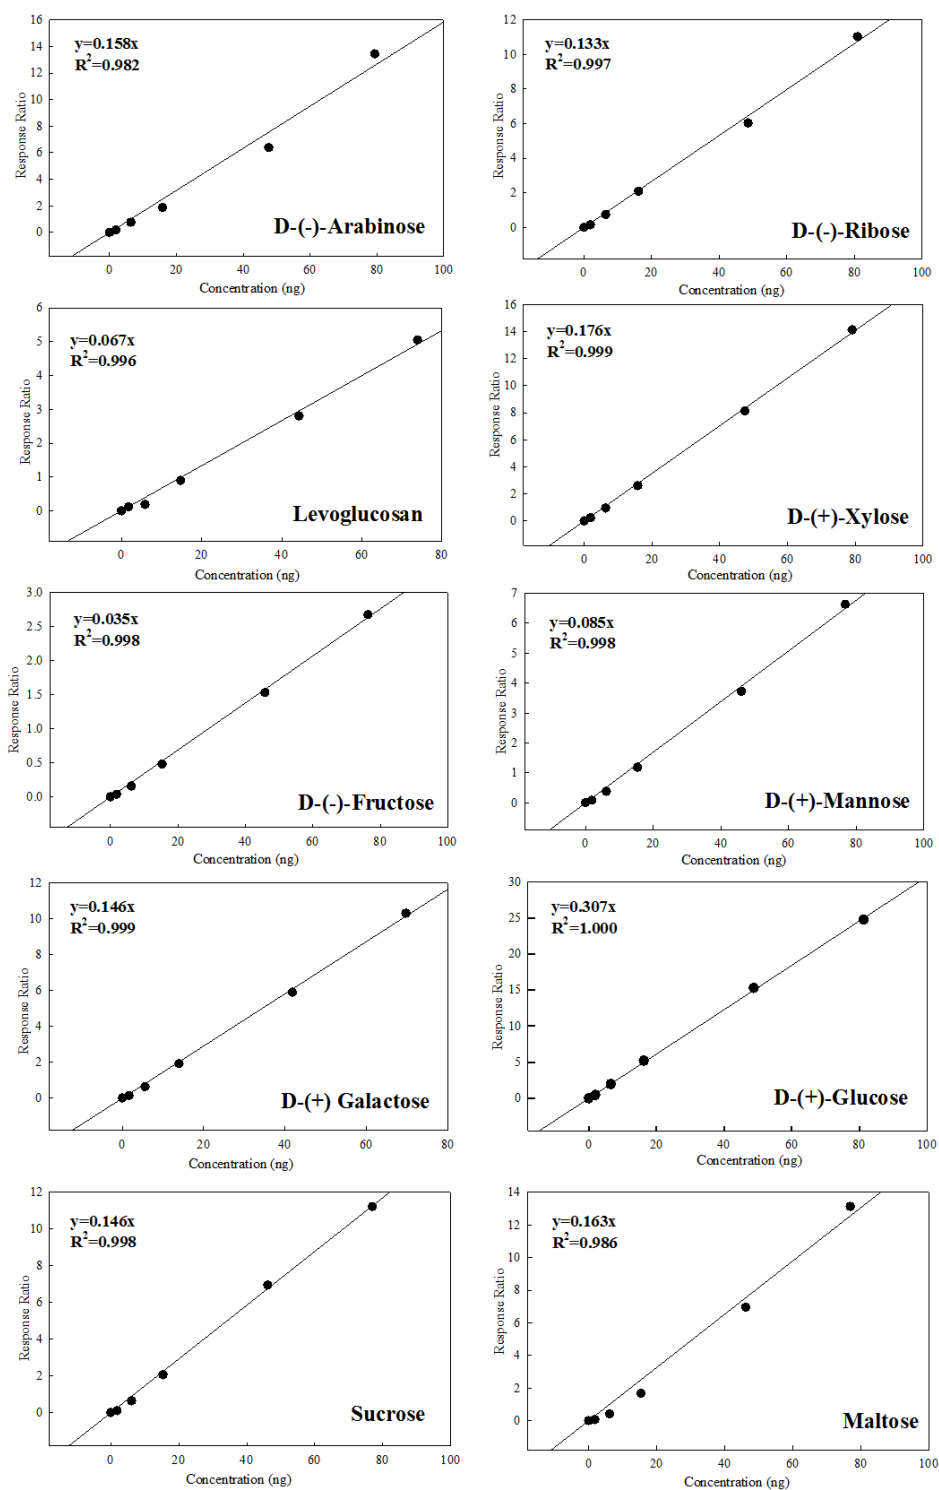 16
14
12
10
8
6
4
2
0
Response Ratio
y=0.158x
R²=0.982
D-(-)-Arabinose
0 20 40 60 80 100
Concentration (ng)
12
10
8
6
4
2
0
Response Ratio
y=0.133x
R²=0.997
D-(-)-Ribose
0 20 40 60 80 100
Concentration (ng)
6
5
4
3
2
1
0
Response Ratio
y=0.067x
R²=0.996
Levoglucosan
0 20 40 60 80
Concentration (ng)
16
14
12
10
8
6
4
2
0
Response Ratio
y=0.176x
R²=0.999
D-(+)-Xylose
0 20 40 60 80 100
Concentration (ng)
3.0
2.5
2.0
1.5
1.0
0.5
0.0
Response Ratio
y=0.035x
R²=0.998
D-(-)-Fructose
0 20 40 60 80 100
Concentration (ng)
7
6
5
4
3
2
1
0
Response Ratio
y=0.085x
R²=0.998
D-(+)-Mannose
0 20 40 60 80 100
Concentration (ng)
12
10
8
6
4
2
0
Response Ratio
y=0.146x
R²=0.999
D-(+) Galactose
0 20 40 60 80
Concentration (ng)
30
25
20
15
10
5
0
Response Ratio
y=0.307x
R²=1.000
D-(+)-Glucose
0 20 40 60 80 100
Concentration (ng)
12
10
8
6
4
2
0
Response Ratio
y=0.146x
R²=0.998
Sucrose
0 20 40 60 80 100
Concentration (ng)
14
12
10
8
6
4
2
0
Response Ratio
y=0.163x
R²=0.986
Maltose
0 20 40 60 80 100
Concentration (ng)